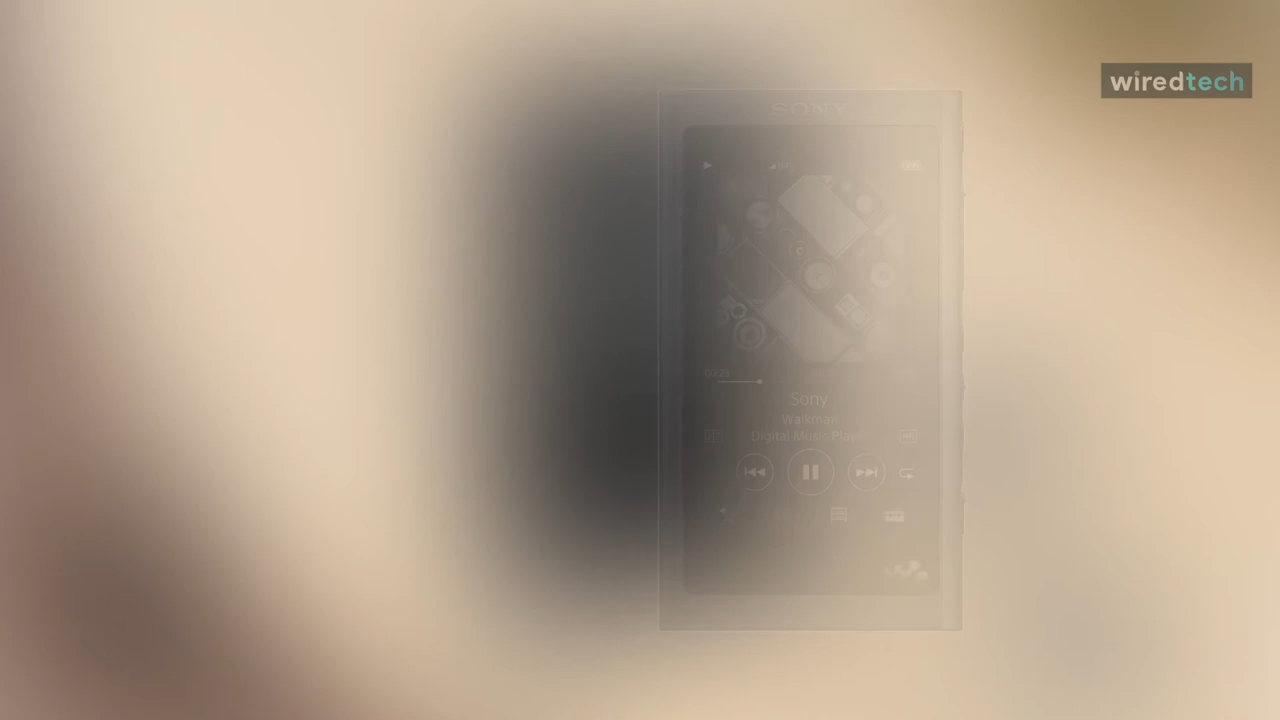 wiredtech
SONY
Sony
Walkman
Digital Music Player